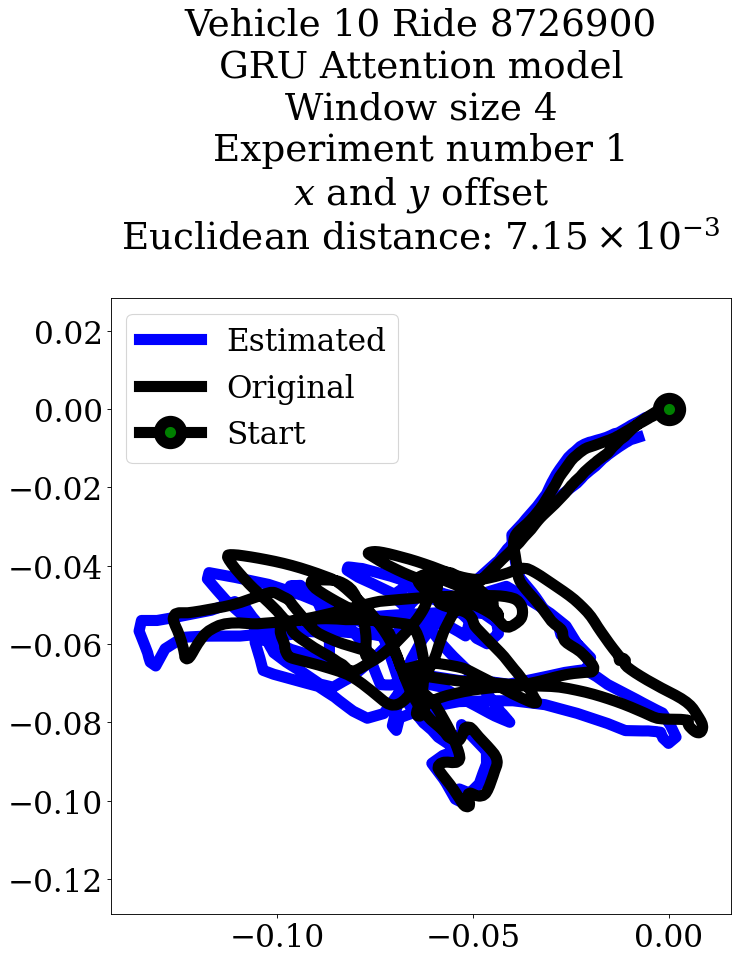 Vehicle 10 Ride 8726900
GRU Attention model
Window size 4
Experiment number 1
x and y offset
Euclidean distance: 7.15 × 10⁻³
Estimated
Original
Start
0.02
0.00
−0.02
−0.04
−0.06
−0.08
−0.10
−0.12
−0.10
−0.05
0.00